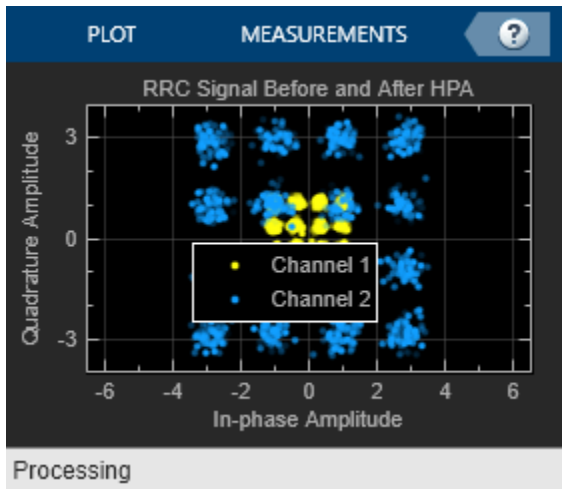 PLOT MEASUREMENTS ?
RRC Signal Before and After HPA
Quadrature Amplitude
3
0
-3
Channel 1
Channel 2
-6 -4 -2 0 2 4 6
In-phase Amplitude
Processing